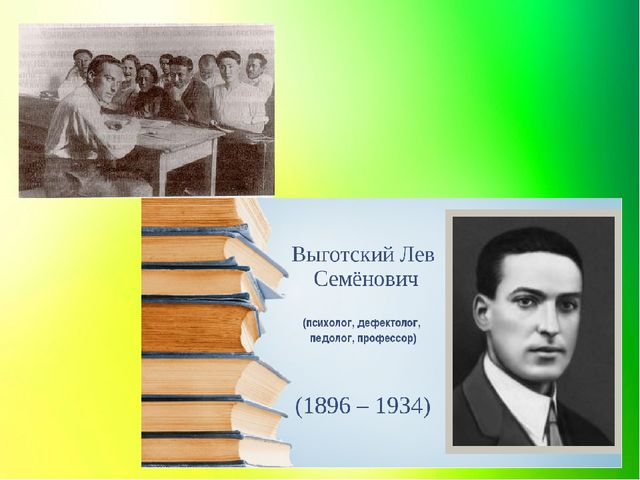 Выготский Лев
Семёнович
(психолог, дефектолог,
педолог, профессор)
(1896 – 1934)